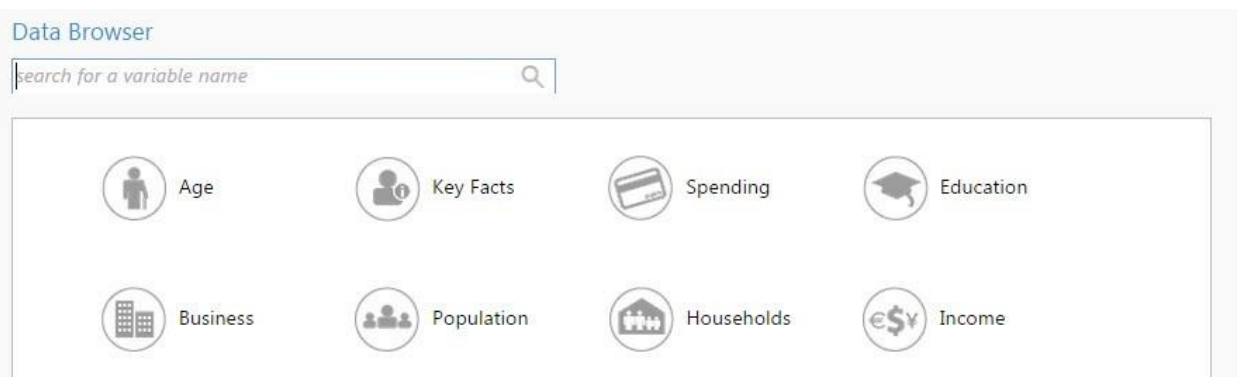 Data Browser
search for a variable name
Age Key Facts Spending Education
Business Population Households Income